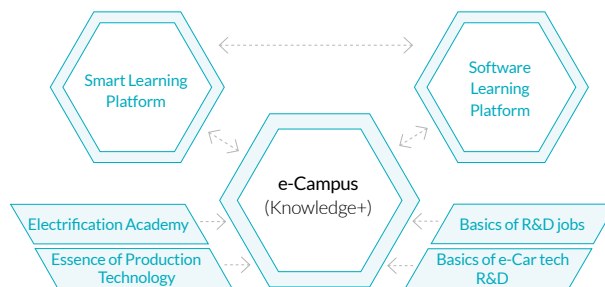 Smart Learning
Platform
Software
Learning
Platform
e-Campus
(Knowledge+)
Electrification Academy
Essence of Production
Technology
Basics of R&D jobs
Basics of e-Car tech
R&D